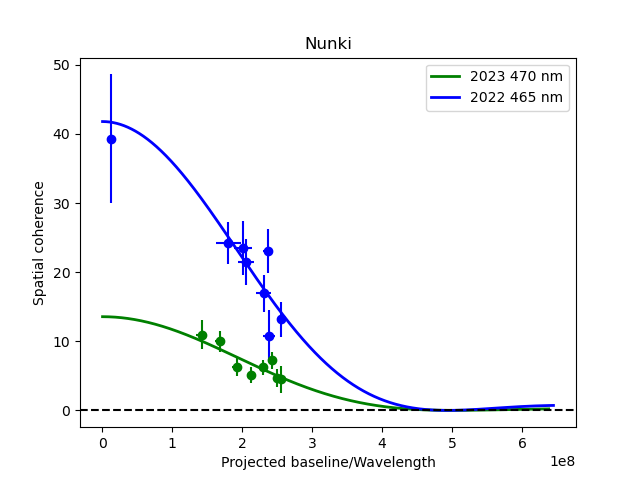 Nunki
2023 470 nm
2022 465 nm
Spatial coherence
50
40
30
20
10
0
0 1 2 3 4 5 6
1e8
Projected baseline/Wavelength